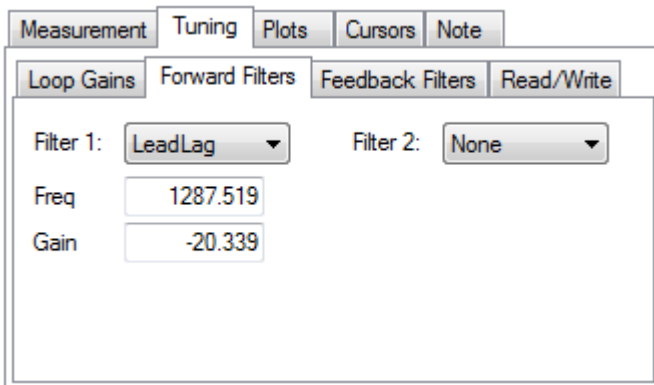 Measurement Tuning Plots Cursors Note
Loop Gains Forward Filters Feedback Filters Read/Write
Filter 1: LeadLag Filter 2: None
Freq 1287.519
Gain -20.339